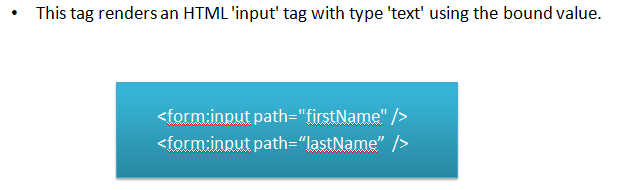 • This tag renders an HTML 'input' tag with type 'text' using the bound value.
<form:input path="firstName" />
<form:input path=“lastName” />